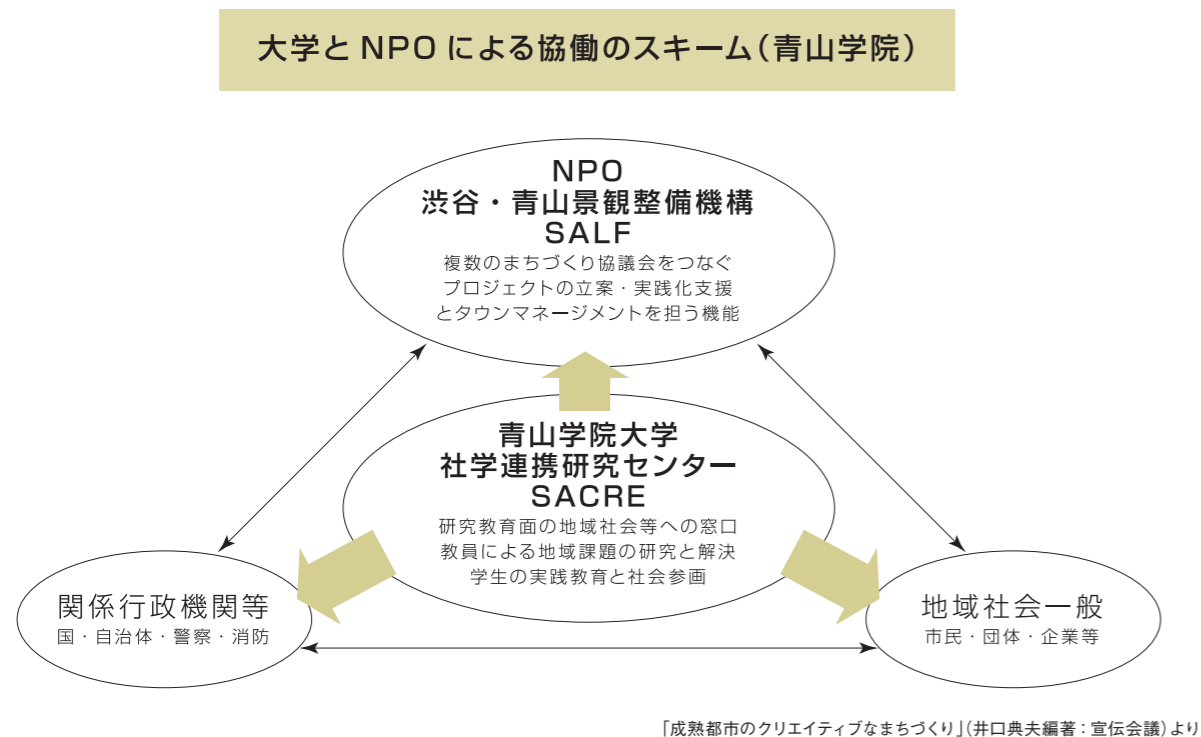 大学と NPO による協働のスキーム（青山学院）
NPO
渋谷・青山景観整備機構
SALF
複数のまちづくり協議会をつなぐ
プロジェクトの立案・実践化支援
とタウンマネージメントを担う機能
青山学院大学
社学連携研究センター
SACRE
研究教育面の地域社会等への窓口
教員による地域課題の研究と解決
学生の実践教育と社会参画
関係行政機関等
国・自治体・警察・消防
地域社会一般
市民・団体・企業等
「成熟都市のクリエイティブなまちづくり」（井口典夫編著：宣伝会議）より